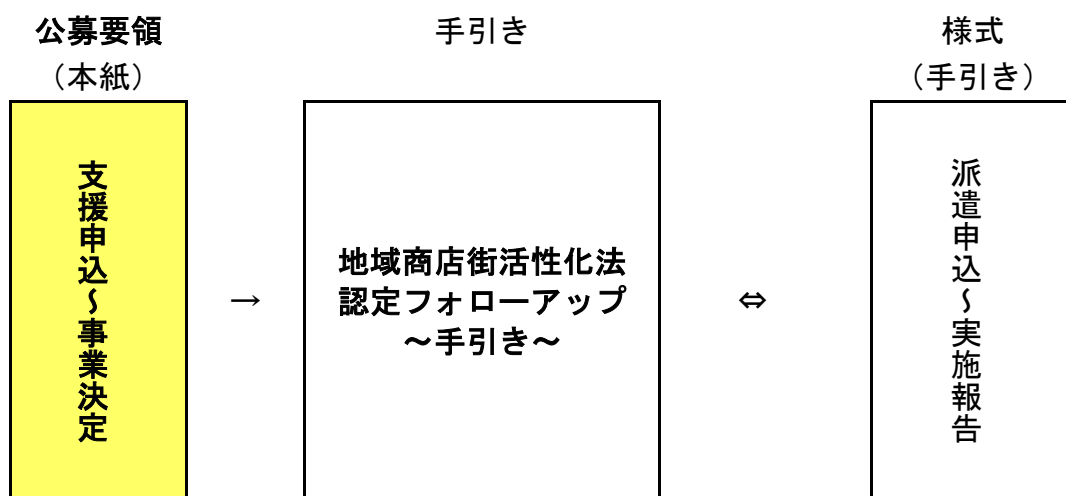 公募要領
（本紙）
支援申込～事業決定
→
手引き
地域商店街活性化法
認定フォローアップ
～手引き～
⇔
様式
（手引き）
派遣申込～実施報告